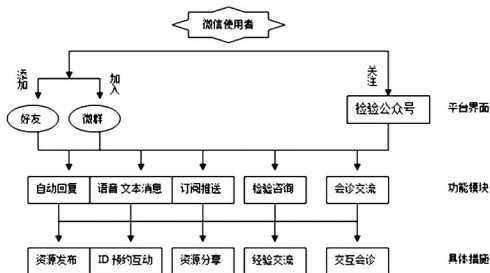 微信使用者
添加
加入
关注
好友
微群
检验公众号
平台界面
自动回复
语音 文本消息
订阅推送
检验咨询
会诊交流
功能模块
资源发布
ID 预约互动
资源分享
经验交流
交互会诊
具体措施